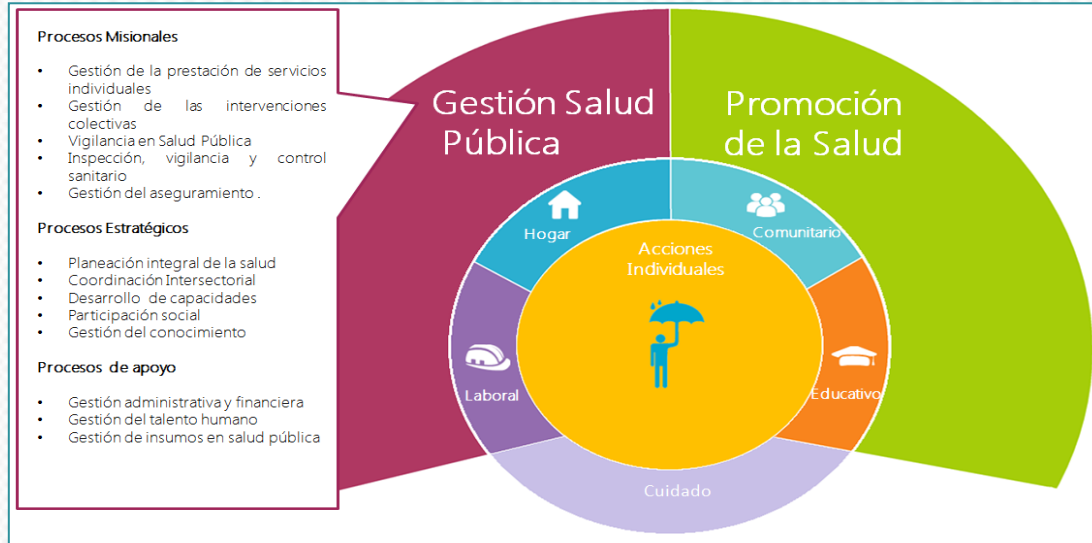 Procesos Misionales
• Gestión de la prestación de servicios
individuales
• Gestión de las intervenciones
colectivas
• Vigilancia en Salud Pública
• Inspección, vigilancia y control
sanitario
• Gestión del aseguramiento .
Procesos Estratégicos
• Planeación integral de la salud
• Coordinación Intersectorial
• Desarrollo de capacidades
• Participación social
• Gestión del conocimiento
Procesos de apoyo
• Gestión administrativa y financiera
• Gestión del talento humano
• Gestión de insumos en salud pública
Gestión Salud
Pública
Promoción
de la Salud
Hogar
Comunitario
Acciones
Individuales
Laboral
Educativo
Cuidado